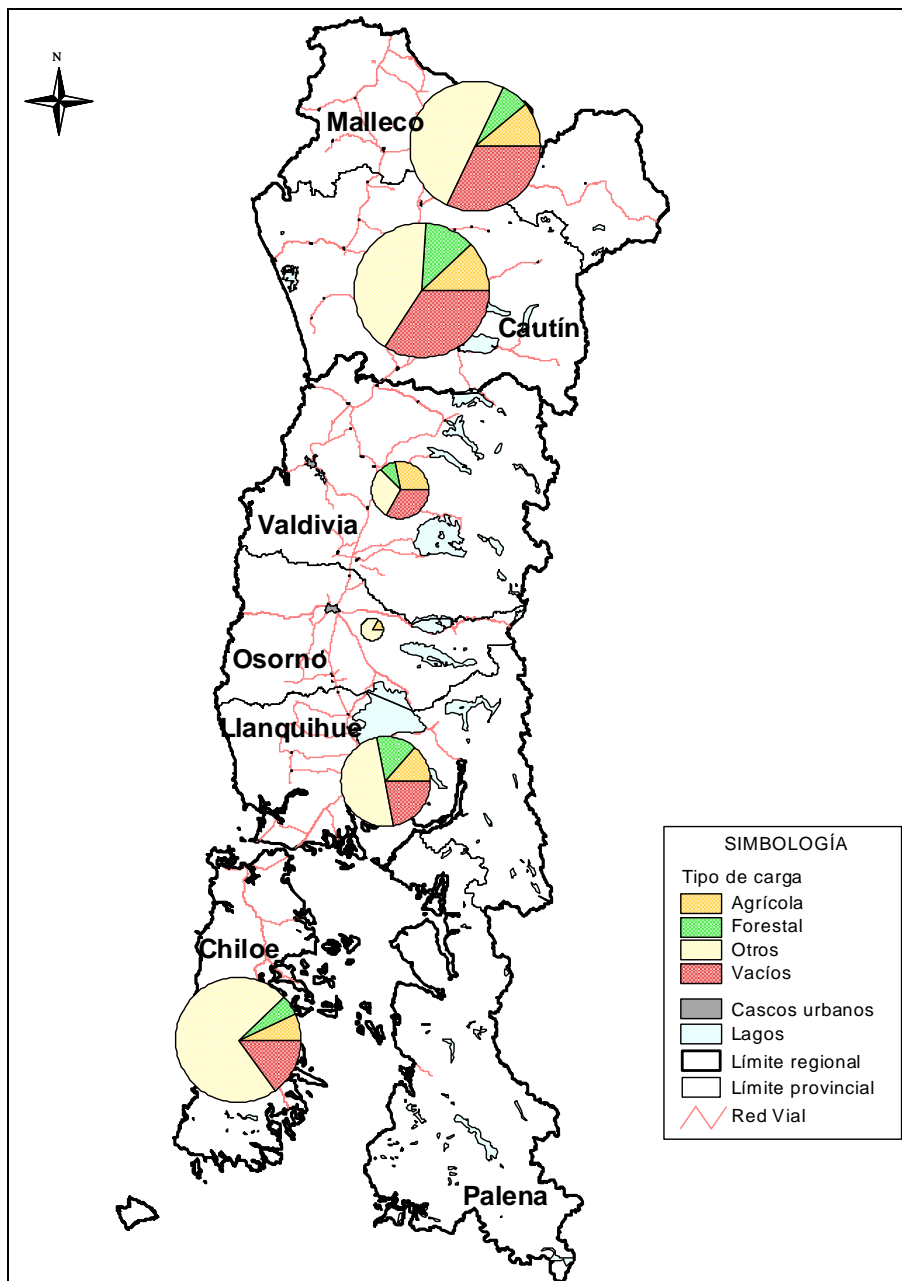 N
Malleco
Cautín
Valdivia
Osorno
Llanquihue
Chiloe
Palena
SIMBOLOGÍA
Tipo de carga
Agrícola
Forestal
Otros
Vacíos
Cascos urbanos
Lagos
Límite regional
Límite provincial
Red Vial